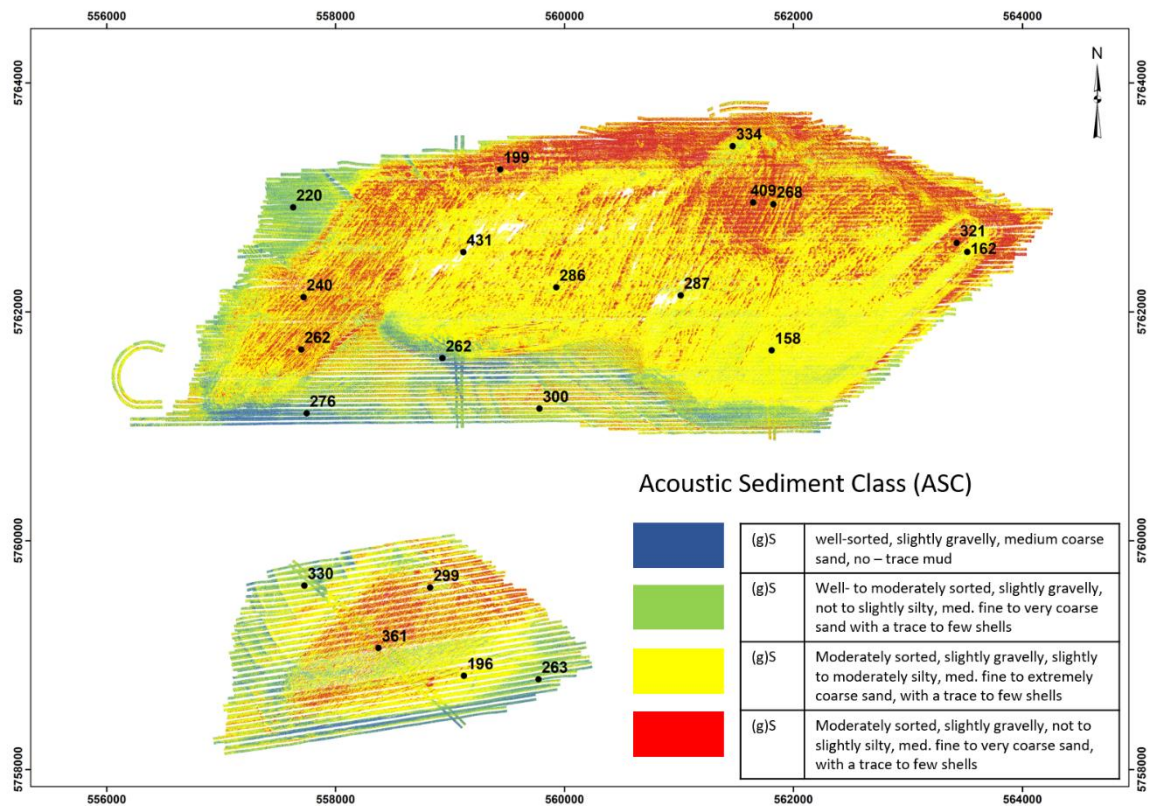 556000 558000 560000 562000 564000
5764000 5764000
N
334
199
220
409 268
321
162
431
286
287
240
262
262
158
276
300
5762000 5762000
Acoustic Sediment Class (ASC)
(g)S well-sorted, slightly gravelly, medium coarse
sand, no – trace mud
(g)S Well- to moderately sorted, slightly gravelly,
not to slightly silty, med. fine to very coarse
sand with a trace to few shells
(g)S Moderately sorted, slightly gravelly, slightly
to moderately silty, med. fine to extremely
coarse sand, with a trace to few shells
(g)S Moderately sorted, slightly gravelly, not to
slightly silty, med. fine to very coarse sand,
with a trace to few shells
5760000 5760000
330
299
361
196
263
5758000 5758000
556000 558000 560000 562000 564000